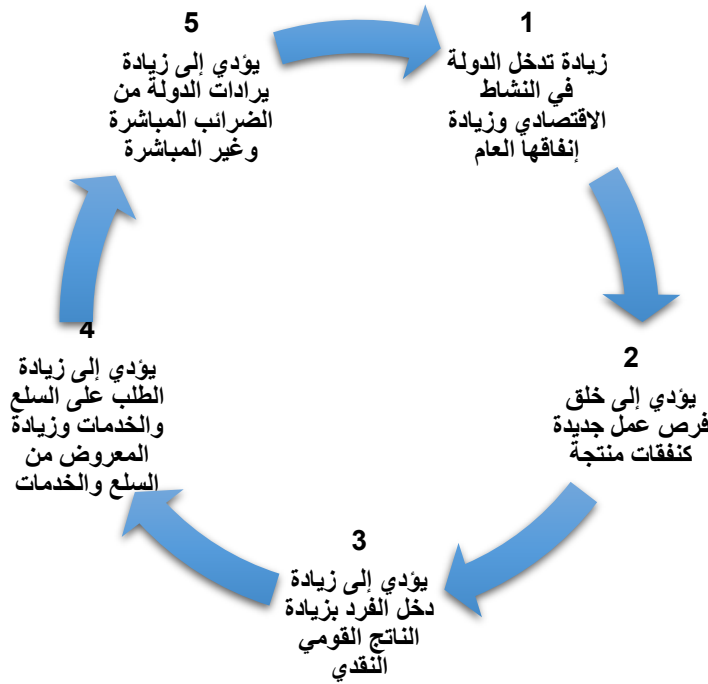 1
زيادة تدخل الدولة
في النشاط
الاقتصادي وزيادة
إنفاقها العام
2
يؤدي إلى خلق
فرص عمل جديدة
كنفقات منتجة
3
يؤدي إلى زيادة
دخل الفرد بزيادة
الناتج القومي
النقدي
4
يؤدي إلى زيادة
الطلب على السلع
والخدمات وزيادة
المعروض من
السلع والخدمات
5
يؤدي إلى زيادة
يرادات الدولة من
الضرائب المباشرة
وغير المباشرة